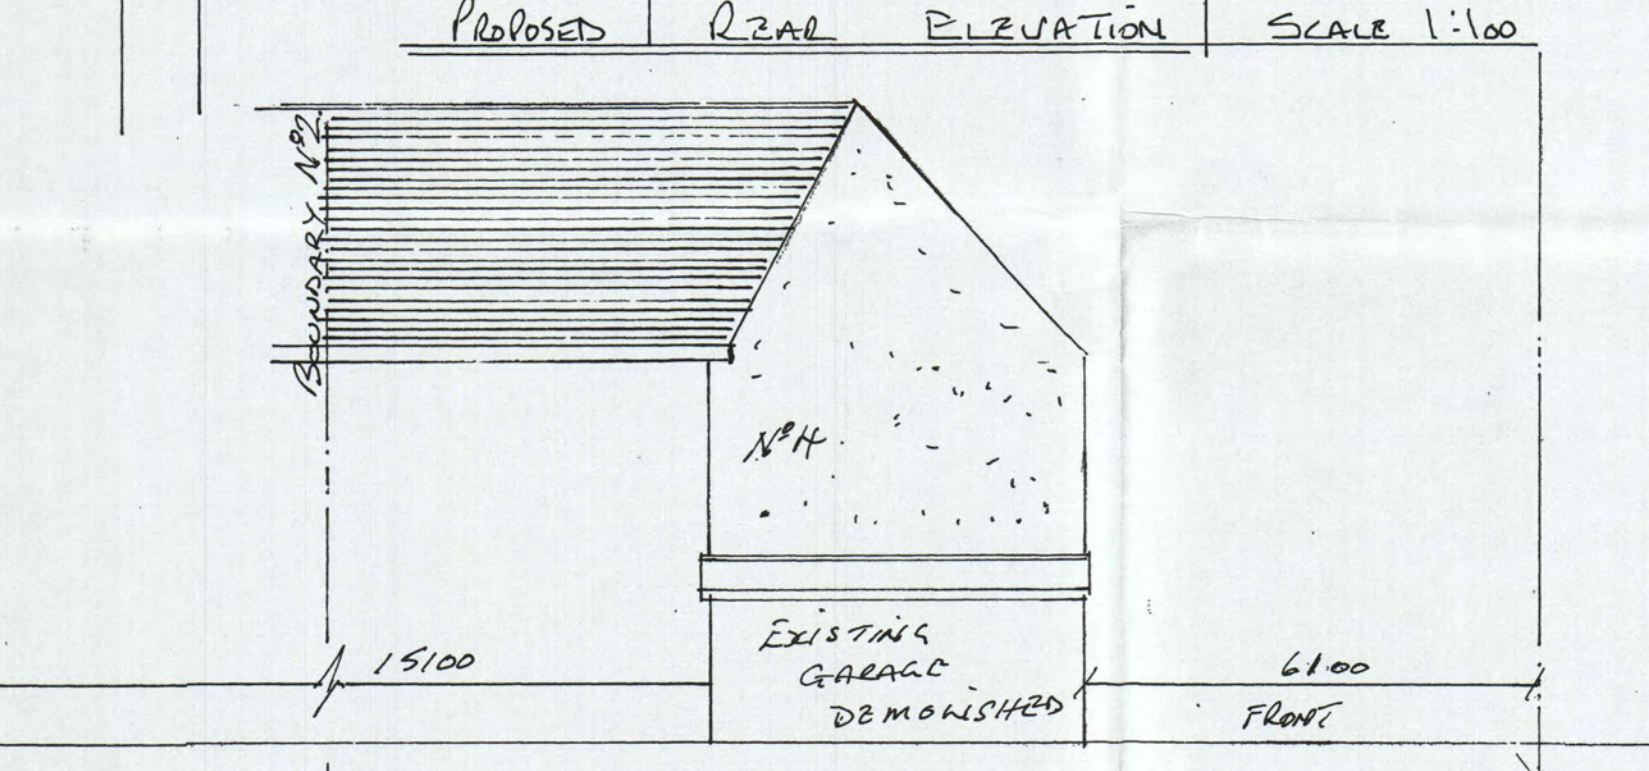 PROPOSED REAR ELEVATION SCALE 1:100
BOUNDARY Nº2.
Nº4
EXISTING
GARAGE
DEMOLISHED
15100
6100
FRONT